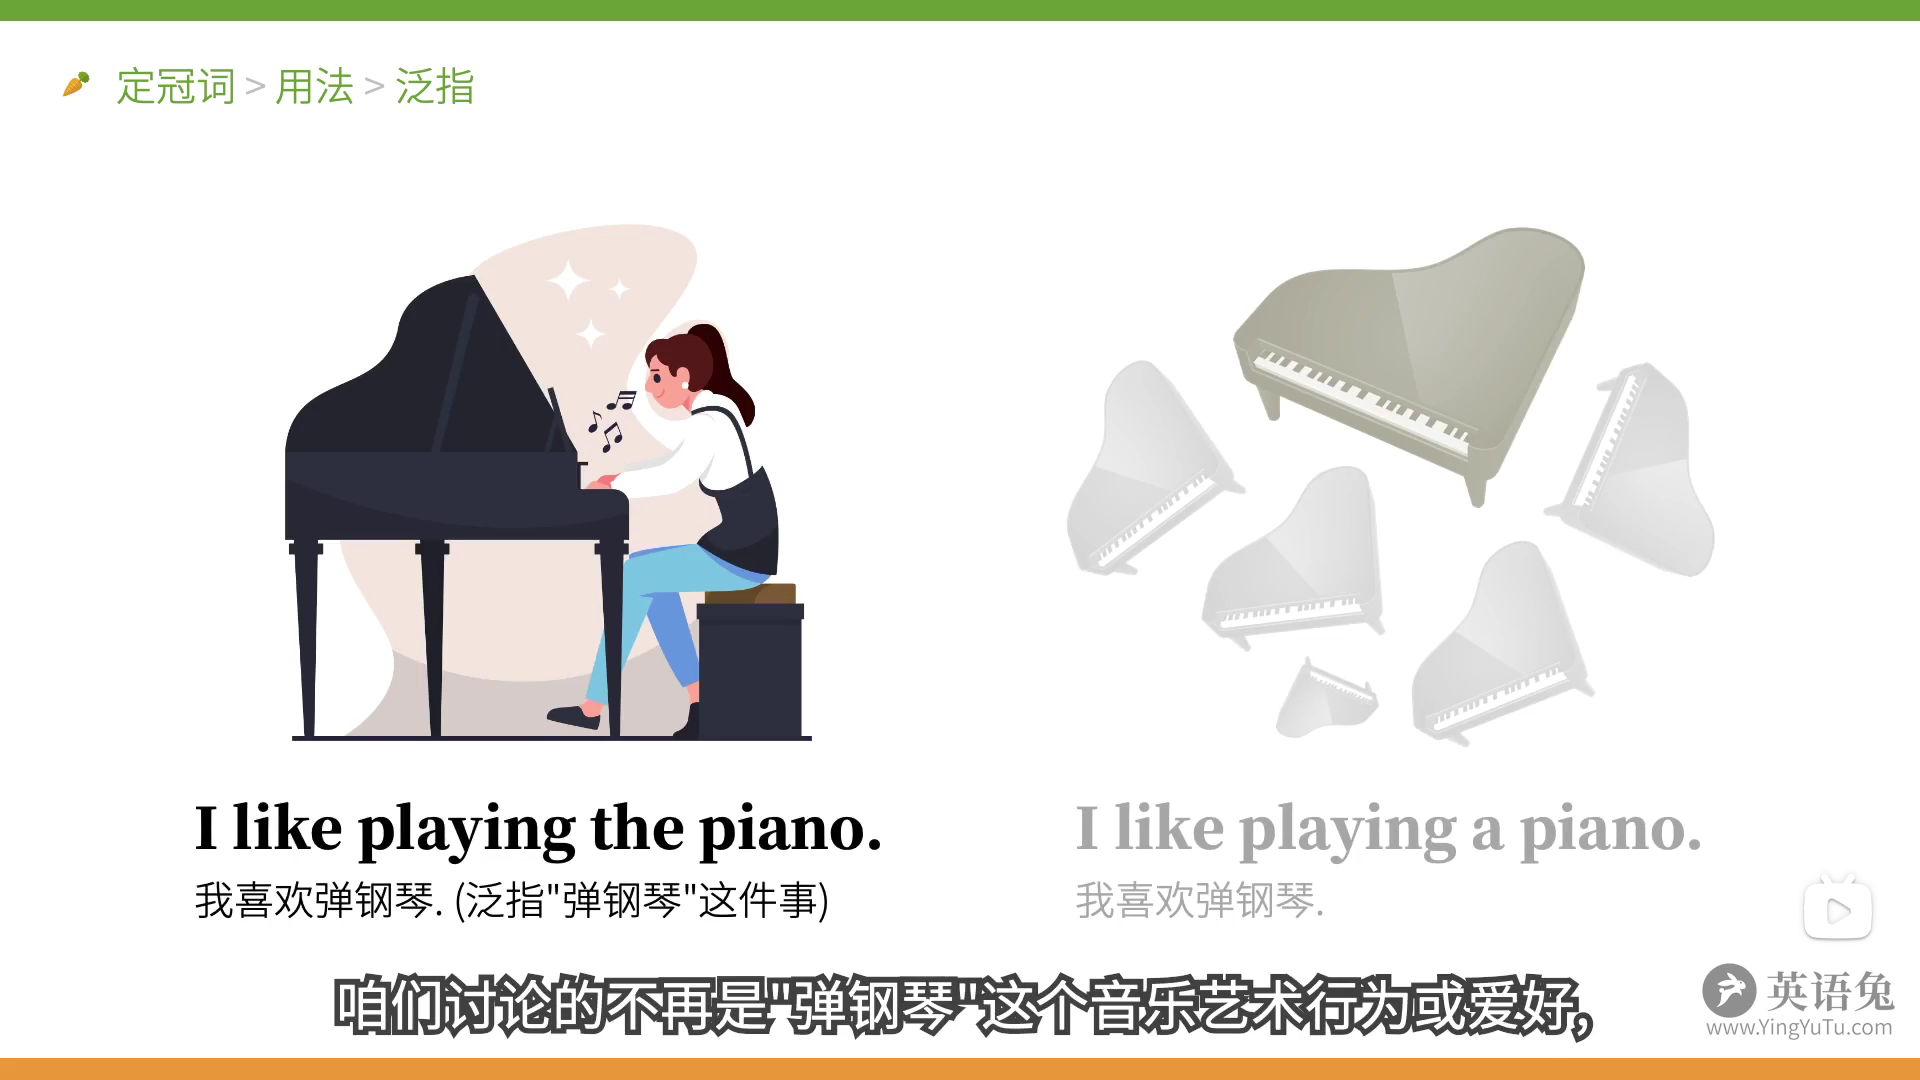 定冠词 > 用法 > 泛指
I like playing the piano.
我喜欢弹钢琴. (泛指"弹钢琴"这件事)
I like playing a piano.
我喜欢弹钢琴.
咱们讨论的不再是"弹钢琴"这个音乐艺术行为或爱好,
英语兔
www.YingYuTu.com